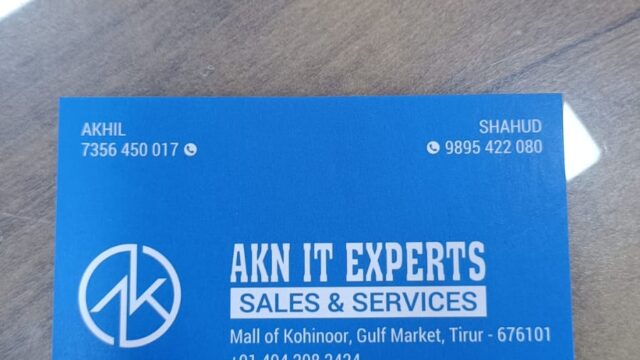 AKHIL
7356 450 017
SHAHUD
9895 422 080
AK
AKN IT EXPERTS
SALES & SERVICES
Mall of Kohinoor, Gulf Market, Tirur - 676101